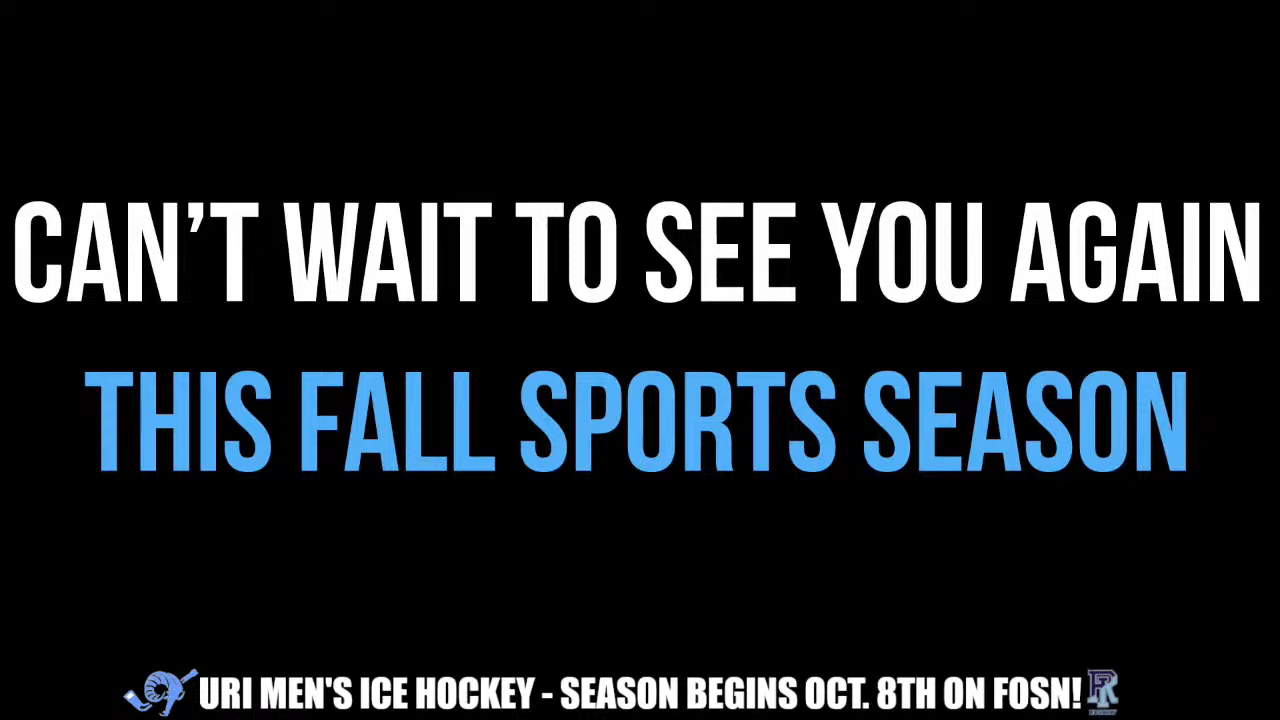 CAN’T WAIT TO SEE YOU AGAIN
THIS FALL SPORTS SEASON
URI MEN'S ICE HOCKEY - SEASON BEGINS OCT. 8TH ON FOSN!